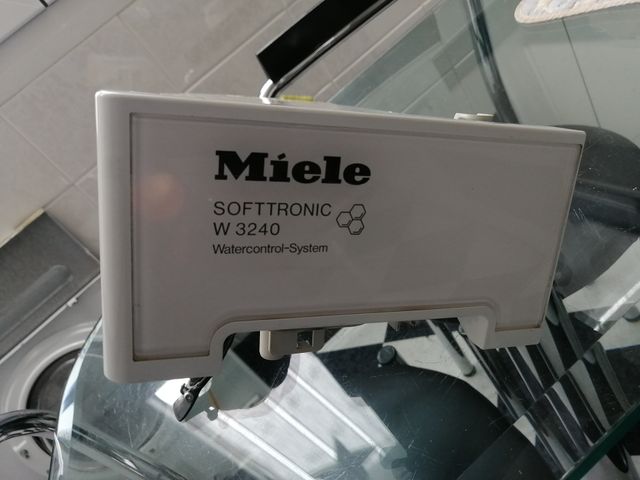 Miele
SOFTTRONIC
W 3240
Watercontrol-System